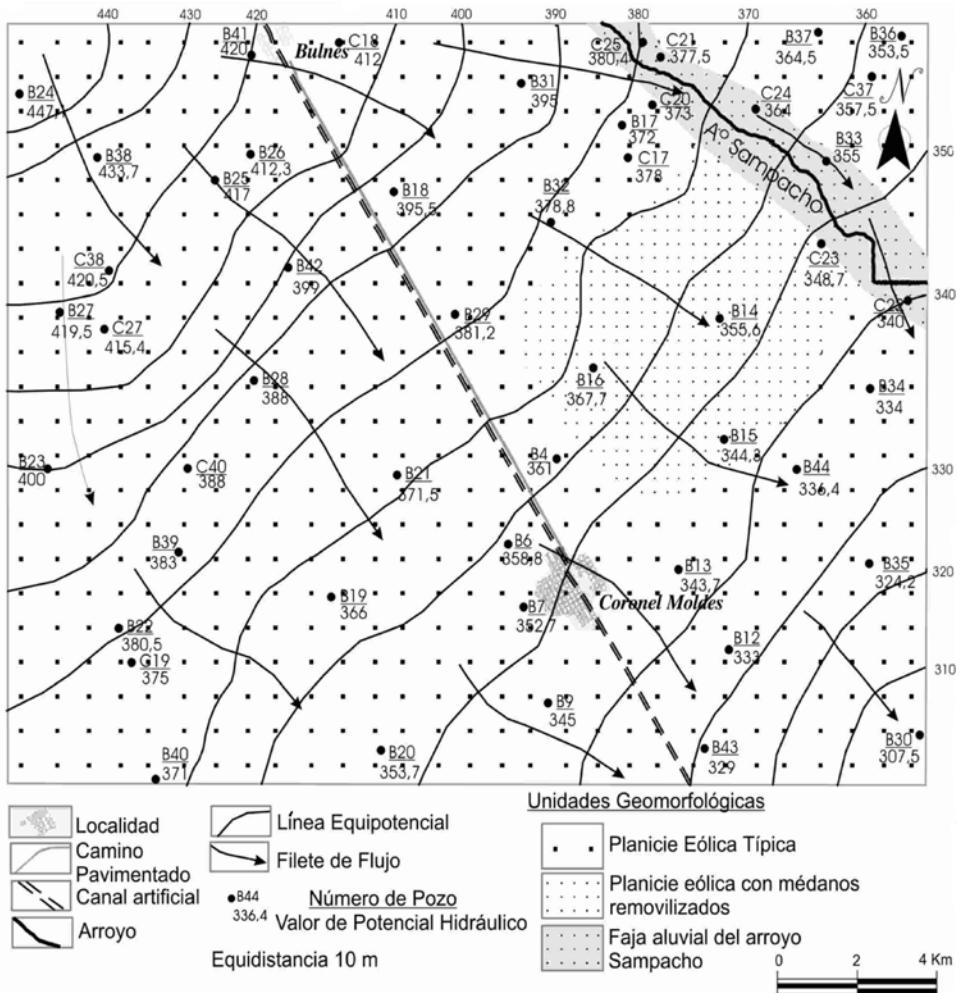 440 430 420 410 400 380 370 360
B41
420
Bulnes
C18
412
C25
380,4
C21
377,5
B37
364,5
B36
353,5
B24
447
B31
395
C20
373
C24
364
C37
357,5
N
B17
372
B38
433,7
B26
412,3
C17
378
Aº Sampacho
B33
355
350
B25
417
B18
395,5
B32
378,8
C38
420,5
B42
399
C23
348,7
B27
419,5
C27
415,4
B29
381,2
B14
355,6
340
340
B28
388
B16
367,7
B34
334
B23
400
C40
388
B21
371,5
B4
361
B15
344,8
B44
336,4
330
B39
383
B6
358,8
B13
343,7
B35
324,2
320
B19
366
B7
352,7
Coronel Moldes
B22
380,5
375
B12
333
310
B9
345
B40
371
B20
353,7
B43
329
B30
307,5
Localidad
Camino
Pavimentado
Canal artificial
Arroyo
Línea Equipotencial
Filete de Flujo
B44
336,4
Número de Pozo
Valor de Potencial Hidráulico
Equidistancia 10 m
Unidades Geomorfológicas
Planicie Eólica Típica
Planicie eólica con médanos
removilizados
Faja aluvial del arroyo
Sampacho
0 2 4 Km